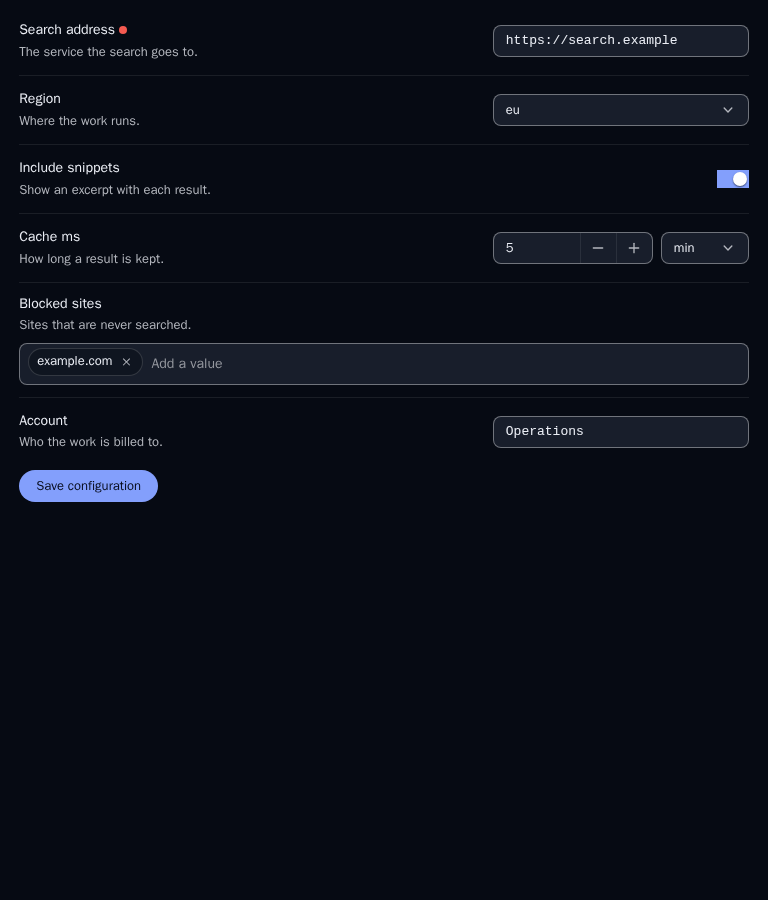 Search address
The service the search goes to.
https://search.example
Region
Where the work runs.
eu
Include snippets
Show an excerpt with each result.
Cache ms
How long a result is kept.
5
min
Blocked sites
Sites that are never searched.
example.com
Add a value
Account
Who the work is billed to.
Operations
Save configuration